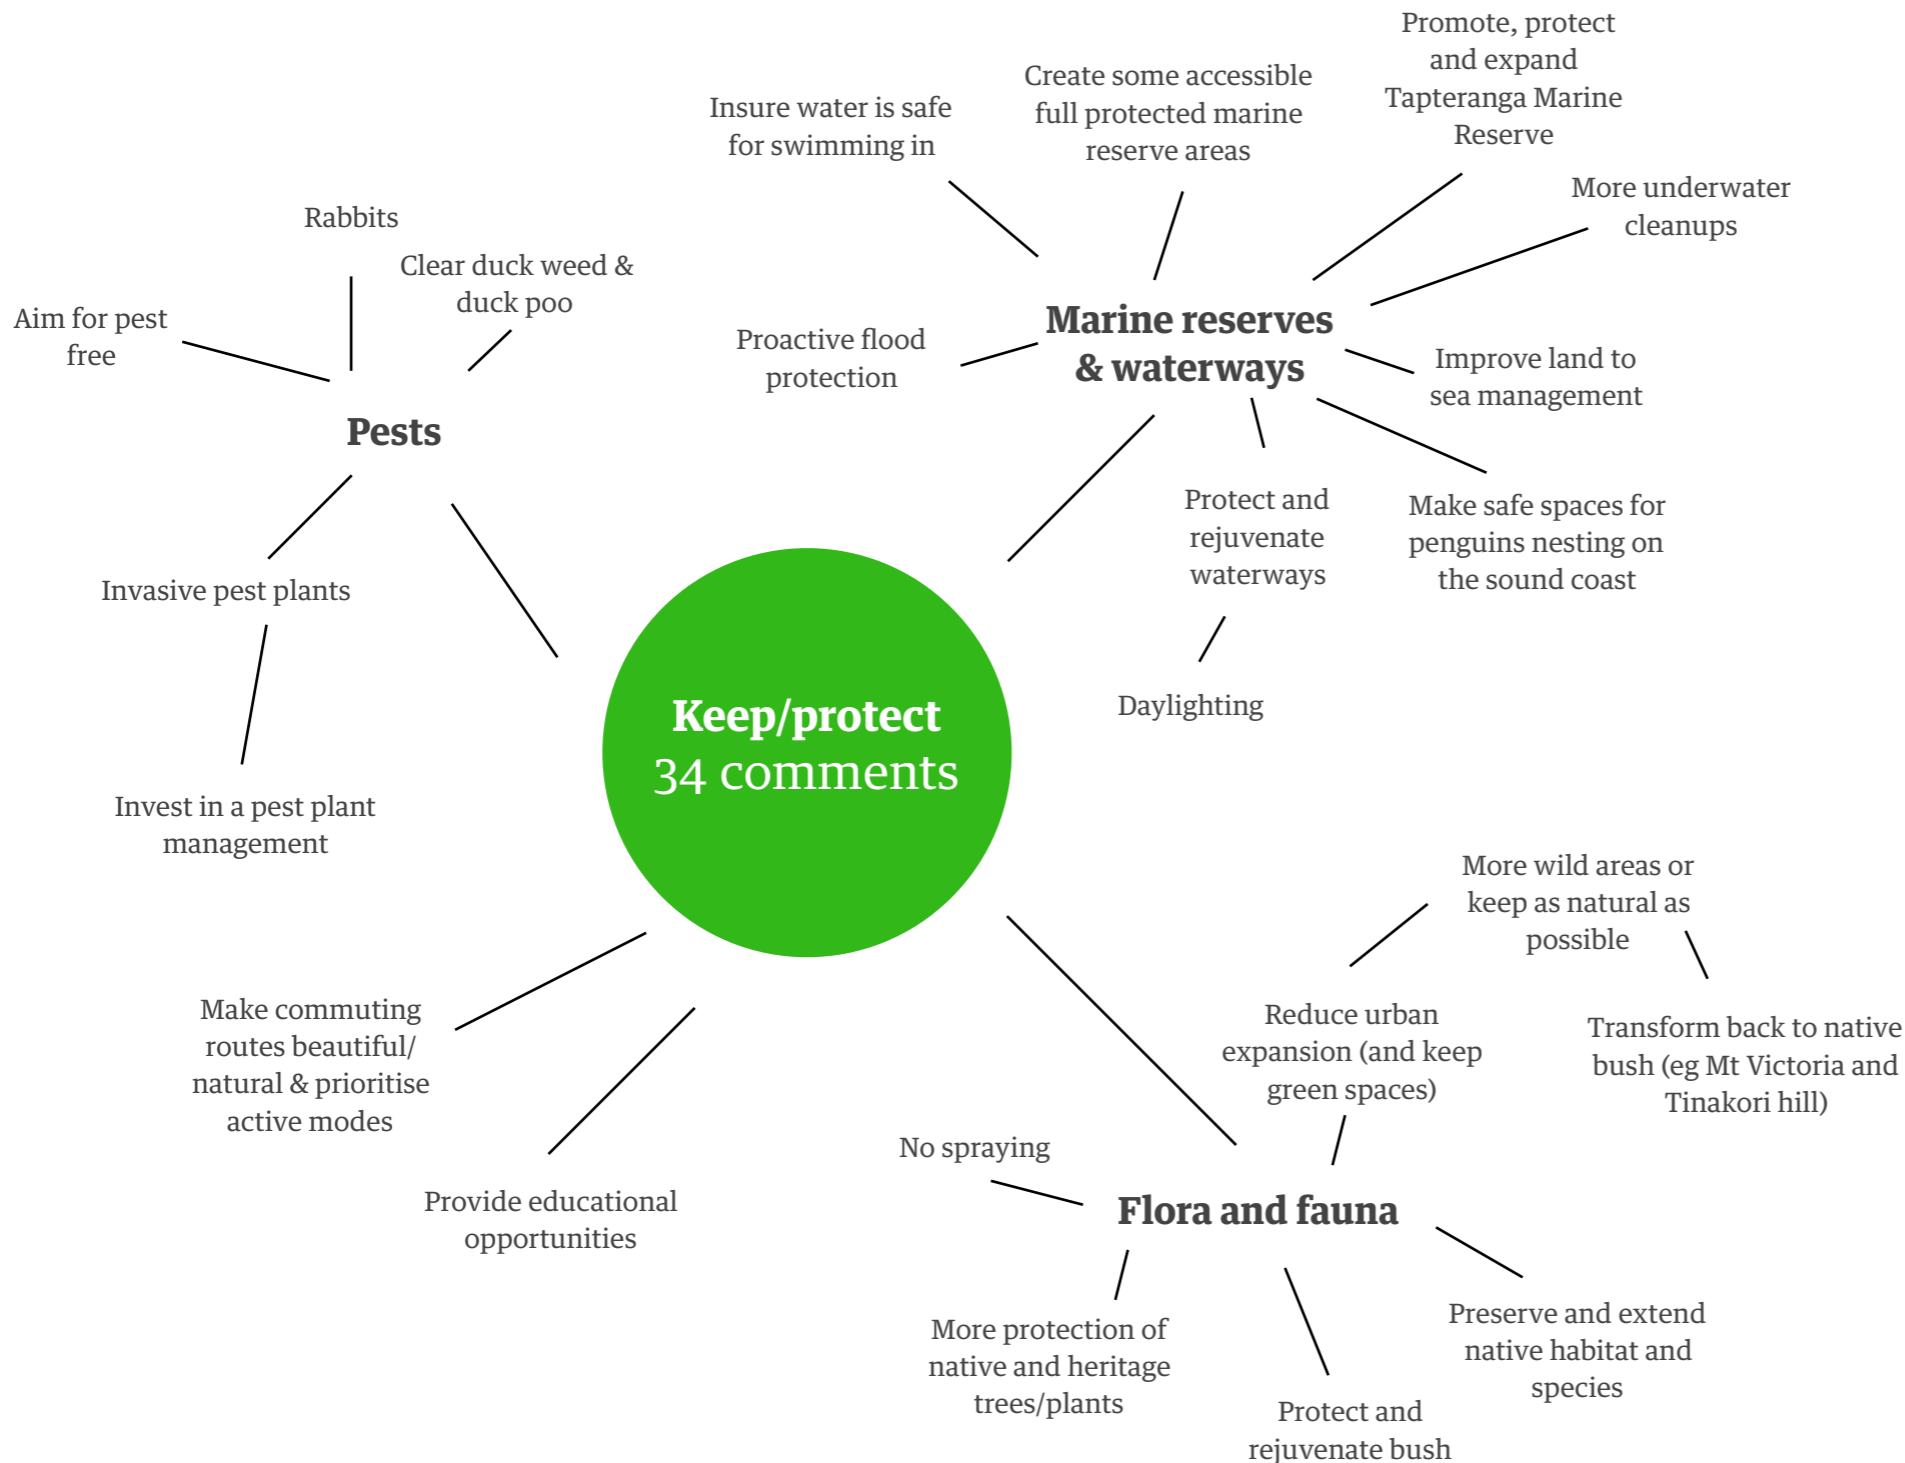 Promote, protect
and expand
Tapteranga Marine
Reserve
Create some accessible
full protected marine
reserve areas
Insure water is safe
for swimming in
More underwater
cleanups
Marine reserves
& waterways
Proactive flood
protection
Improve land to
sea management
Protect and
rejuvenate
waterways
Make safe spaces for
penguins nesting on
the sound coast
Daylighting
Rabbits
Clear duck weed &
duck poo
Aim for pest
free
Pests
Invasive pest plants
Invest in a pest plant
management
Keep/protect
34 comments
Make commuting
routes beautiful/
natural & prioritise
active modes
Provide educational
opportunities
More wild areas or
keep as natural as
possible
Reduce urban
expansion (and keep
green spaces)
Transform back to native
bush (eg Mt Victoria and
Tinakori hill)
No spraying
Flora and fauna
More protection of
native and heritage
trees/plants
Protect and
rejuvenate bush
Preserve and extend
native habitat and
species